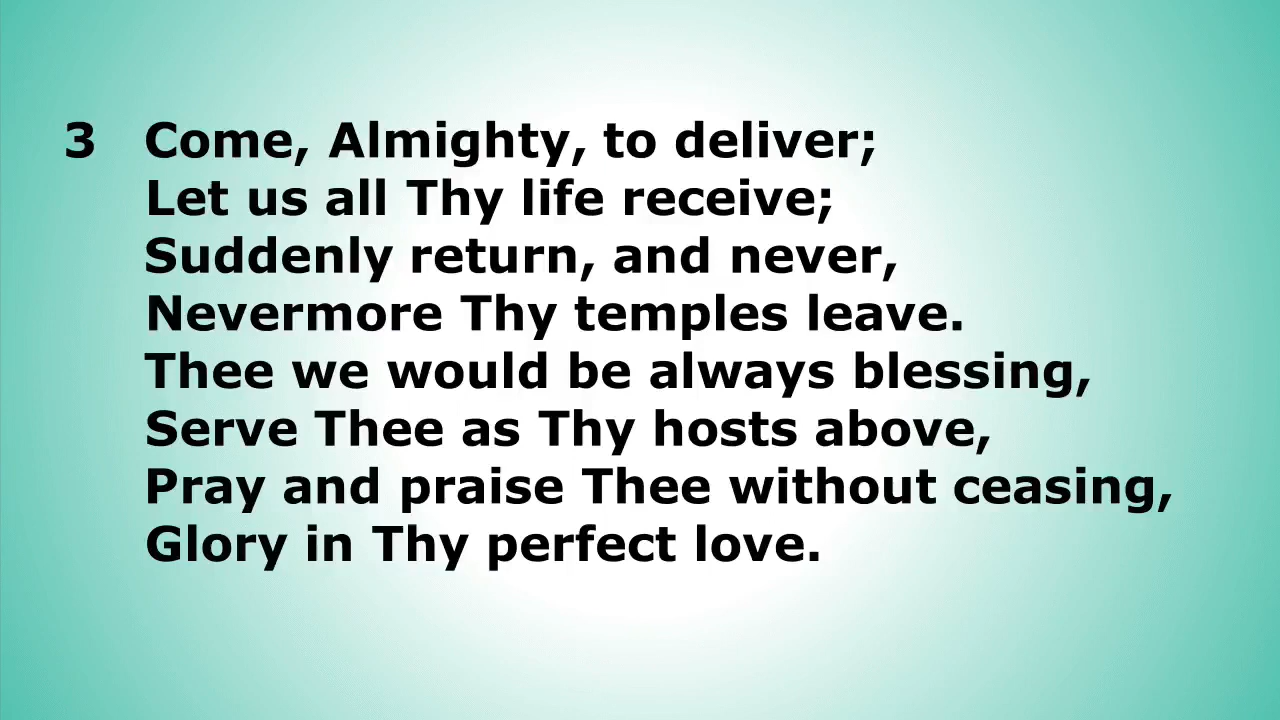 3 Come, Almighty, to deliver;
Let us all Thy life receive;
Suddenly return, and never,
Nevermore Thy temples leave.
Thee we would be always blessing,
Serve Thee as Thy hosts above,
Pray and praise Thee without ceasing,
Glory in Thy perfect love.